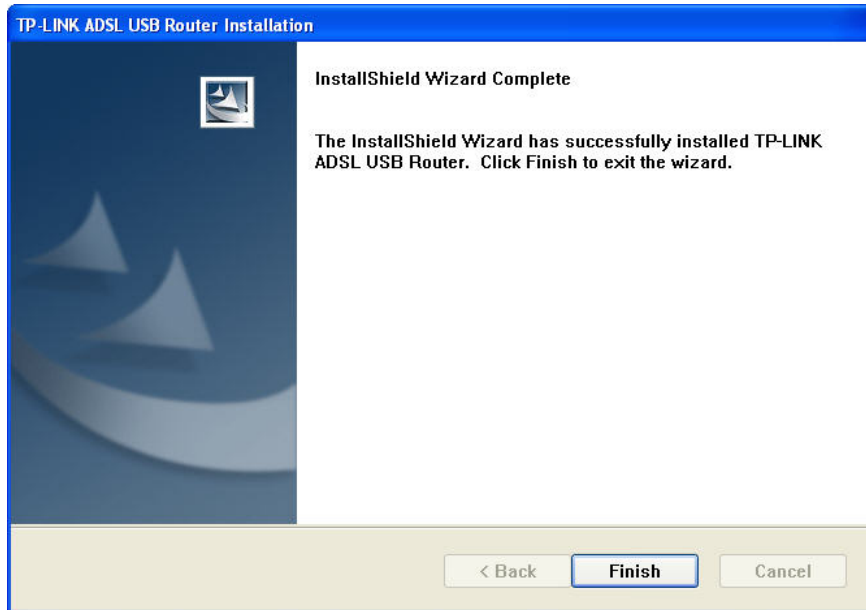 TP-LINK ADSL USB Router Installation
InstallShield Wizard Complete
The InstallShield Wizard has successfully installed TP-LINK
ADSL USB Router. Click Finish to exit the wizard.
< Back
Finish
Cancel